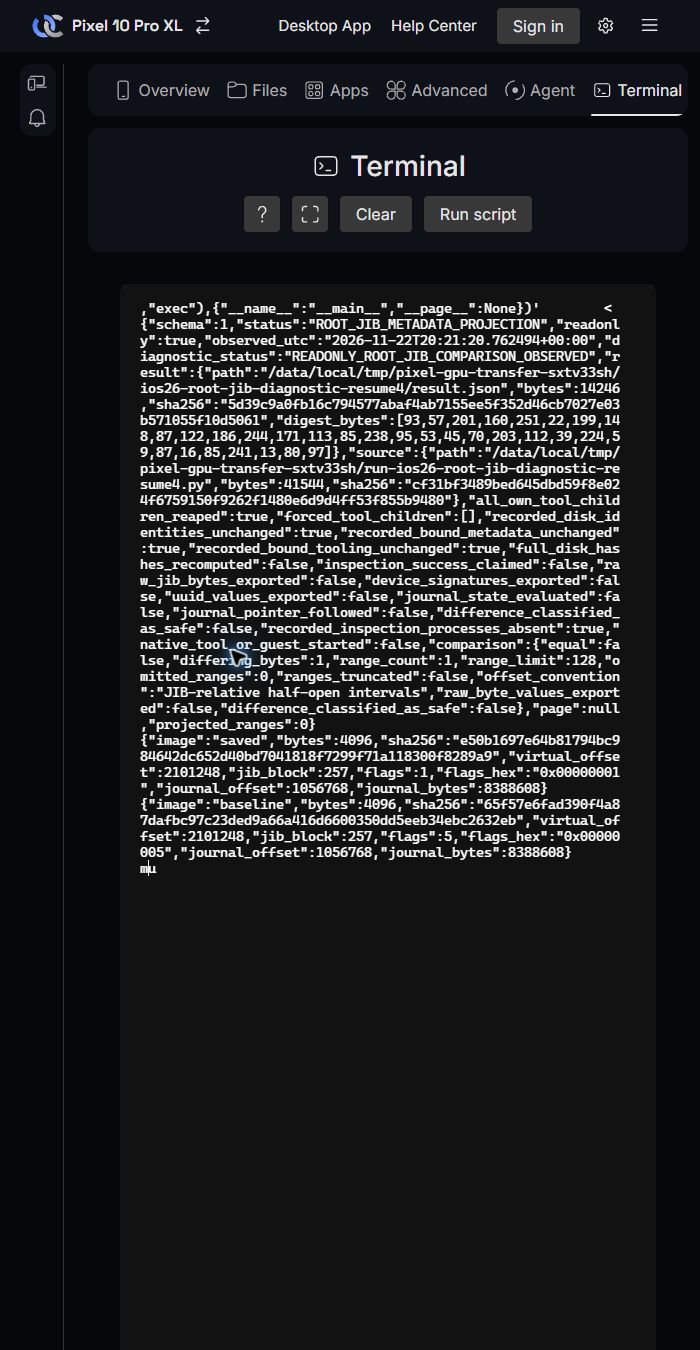 Pixel 10 Pro XL
Desktop App
Help Center
Sign in
Overview
Files
Apps
Advanced
Agent
Terminal
Terminal
?
Clear
Run script
,"exec"),{"__name__":"__main__","__page__":None})' <
{"schema":1,"status":"ROOT_JIB_METADATA_PROJECTION","readonl
y":true,"observed_utc":"2026-11-22T20:21:20.762494+00:00","d
iagnostic_status":"READONLY_ROOT_JIB_COMPARISON_OBSERVED","r
esult":{"path":"/data/local/tmp/pixel-gpu-transfer-sxtv33sh/
ios26-root-jib-diagnostic-resume4/result.json","bytes":14246
,"sha256":"5d39c9a0fb16c794577abaf4ab7155ee5f352d46cb7027e03
b571055f10d5061","digest_bytes":[93,57,201,160,251,22,199,14
8,87,122,186,244,171,113,85,238,95,53,45,70,203,112,39,224,5
9,87,16,85,241,13,80,97]},"source":{"path":"/data/local/tmp/
pixel-gpu-transfer-sxtv33sh/run-ios26-root-jib-diagnostic-re
sume4.py","bytes":41544,"sha256":"cf31bf3489bed645dbd59f8e02
4f6759150f9262f1480e6d9d4ff53f855b9480"},"all_own_tool_child
ren_reaped":true,"forced_tool_children":[],"recorded_disk_id
entities_unchanged":true,"recorded_bound_metadata_unchanged"
:true,"recorded_bound_tooling_unchanged":true,"full_disk_has
hes_recomputed":false,"inspection_success_claimed":false,"ra
w_jib_bytes_exported":false,"device_signatures_exported":fal
se,"uuid_values_exported":false,"journal_state_evaluated":fa
lse,"journal_pointer_followed":false,"difference_classified_
as_safe":false,"recorded_inspection_processes_absent":true,"
native_tool_or_guest_started":false,"comparison":{"equal":fa
lse,"differing_bytes":1,"range_count":1,"range_limit":128,"o
mitted_ranges":0,"ranges_truncated":false,"offset_convention
":"JIB-relative half-open intervals","raw_byte_values_export
ed":false,"difference_classified_as_safe":false},"page":null
,"projected_ranges":0}
{"image":"saved","bytes":4096,"sha256":"e50b1697e64b81794bc9
84642dc652d40bd7041818f7299f71a118300f8289a9","virtual_offse
t":2101248,"jib_block":257,"flags":1,"flags_hex":"0x00000001
","journal_offset":1056768,"journal_bytes":8388608}
{"image":"baseline","bytes":4096,"sha256":"65f57e6fad390f4a8
7dafbc97c23ded9a66a416d6600350dd5eeb34ebc2632eb","virtual_of
fset":2101248,"jib_block":257,"flags":5,"flags_hex":"0x00000
005","journal_offset":1056768,"journal_bytes":8388608}
mu